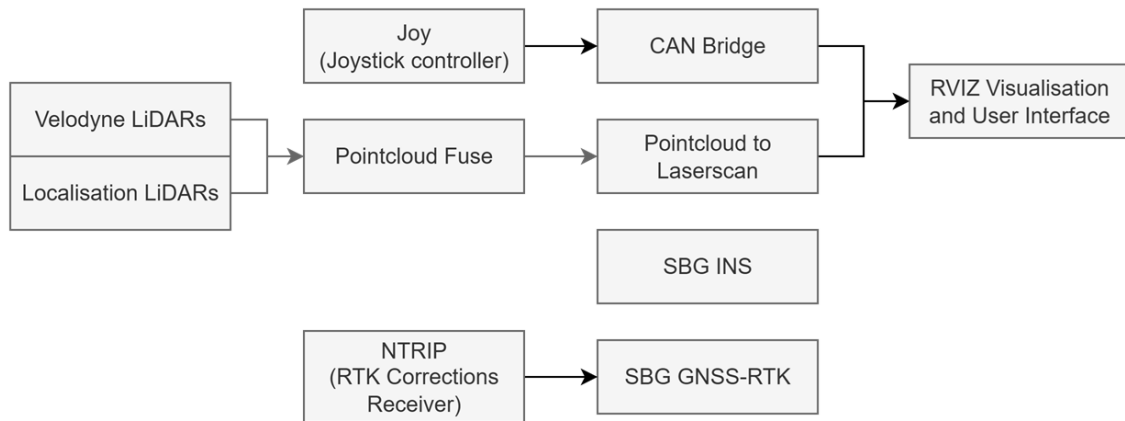 Joy
(Joystick controller)
CAN Bridge
RVIZ Visualisation
and User Interface
Velodyne LiDARs
Localisation LiDARs
Pointcloud Fuse
Pointcloud to
Laserscan
SBG INS
NTRIP
(RTK Corrections
Receiver)
SBG GNSS-RTK